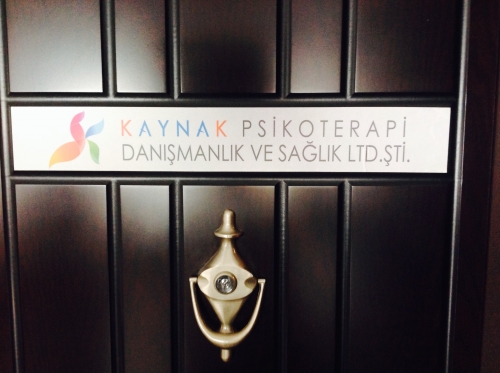 KAYNAK PSİKOTERAPİ
DANIŞMANLIK VE SAĞLIK LTD.ŞTİ.